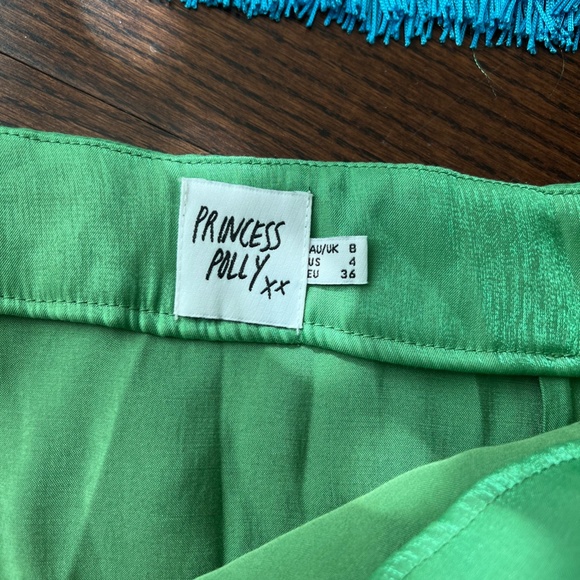 PRINCESS
POLLY xx
AU/UK 8
US 4
EU 36